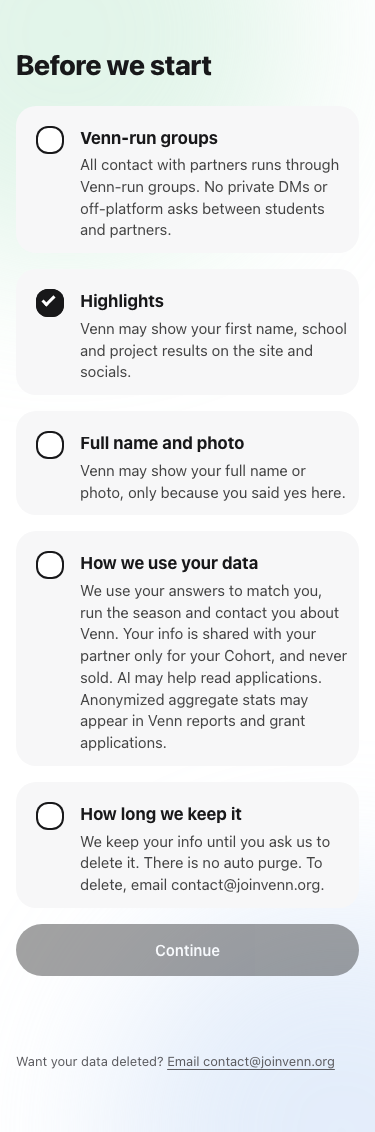 Before we start
Venn-run groups
All contact with partners runs through
Venn-run groups. No private DMs or
off-platform asks between students
and partners.
Highlights
Venn may show your first name, school
and project results on the site and
socials.
Full name and photo
Venn may show your full name or
photo, only because you said yes here.
How we use your data
We use your answers to match you,
run the season and contact you about
Venn. Your info is shared with your
partner only for your Cohort, and never
sold. AI may help read applications.
Anonymized aggregate stats may
appear in Venn reports and grant
applications.
How long we keep it
We keep your info until you ask us to
delete it. There is no auto purge. To
delete, email contact@joinvenn.org.
Continue
Want your data deleted? Email contact@joinvenn.org